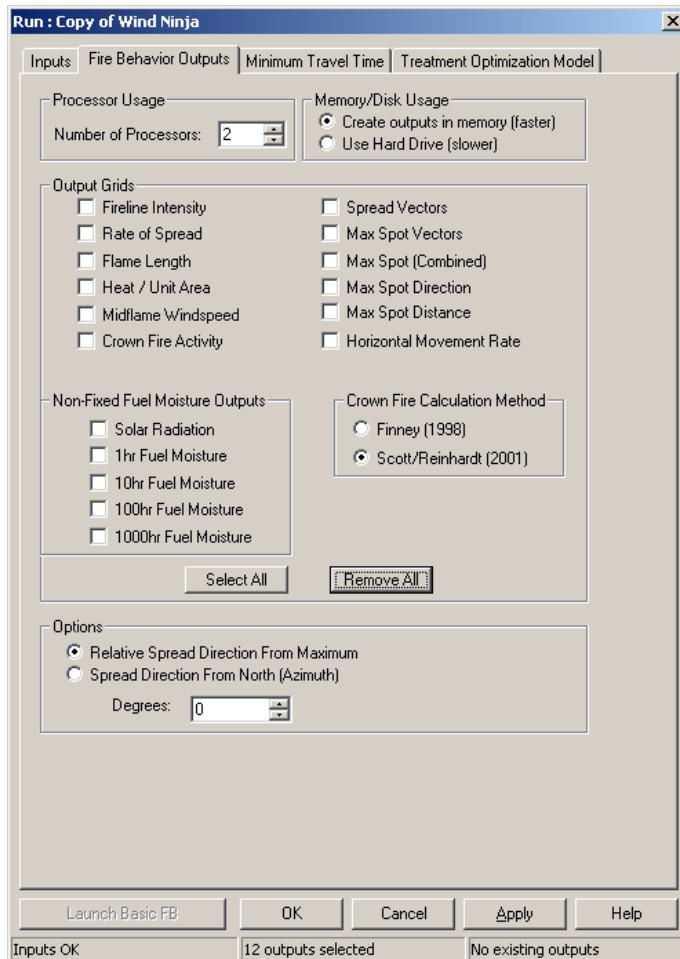 Run : Copy of Wind Ninja
Inputs Fire Behavior Outputs Minimum Travel Time Treatment Optimization Model
Processor Usage
Number of Processors: 2
Memory/Disk Usage
Create outputs in memory (faster)
Use Hard Drive (slower)
Output Grids
Fireline Intensity
Rate of Spread
Flame Length
Heat / Unit Area
Midflame Windspeed
Crown Fire Activity
Spread Vectors
Max Spot Vectors
Max Spot (Combined)
Max Spot Direction
Max Spot Distance
Horizontal Movement Rate
Non-Fixed Fuel Moisture Outputs
Solar Radiation
1hr Fuel Moisture
10hr Fuel Moisture
100hr Fuel Moisture
1000hr Fuel Moisture
Crown Fire Calculation Method
Finney (1998)
Scott/Reinhardt (2001)
Select All Remove All
Options
Relative Spread Direction From Maximum
Spread Direction From North (Azimuth)
Degrees: 0
Launch Basic FB OK Cancel Apply Help
Inputs OK 12 outputs selected No existing outputs